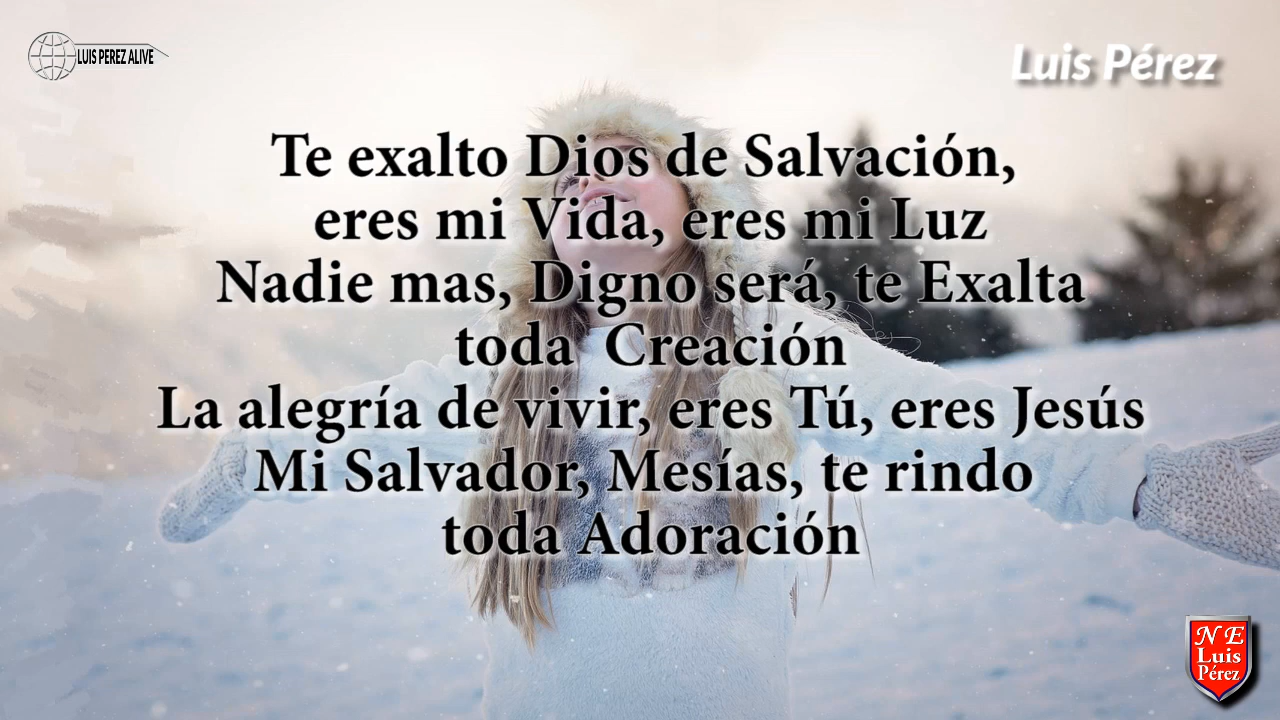 LUIS PEREZ ALIVE
Luis Pérez
Te exalto Dios de Salvación,
eres mi Vida, eres mi Luz
Nadie mas, Digno será, te Exalta
toda  Creación
La alegría de vivir, eres Tú, eres Jesús
Mi Salvador, Mesías, te rindo
toda Adoración
N E
Luis
Pérez